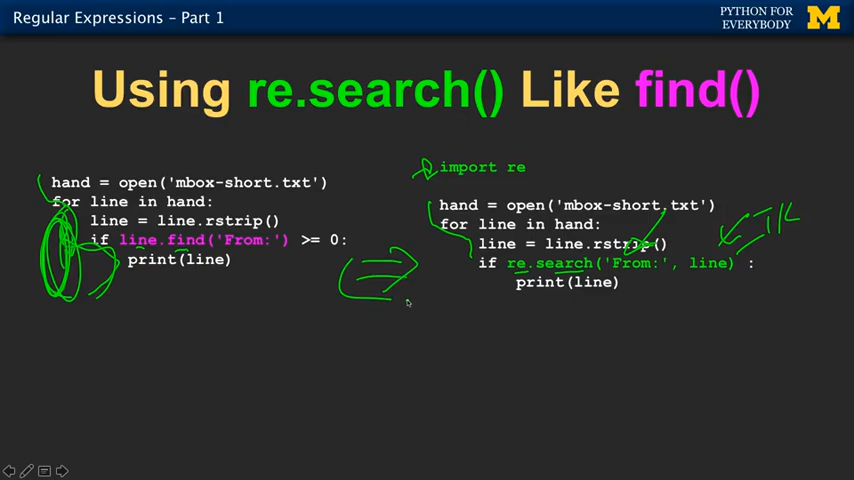 Regular Expressions – Part 1
PYTHON FOR
EVERYBODY
Using re.search() Like find()
hand = open('mbox-short.txt')
for line in hand:
    line = line.rstrip()
    if line.find('From:') >= 0:
        print(line)
import re
hand = open('mbox-short.txt')
for line in hand:
    line = line.rstrip()
    if re.search('From:', line) :
        print(line)